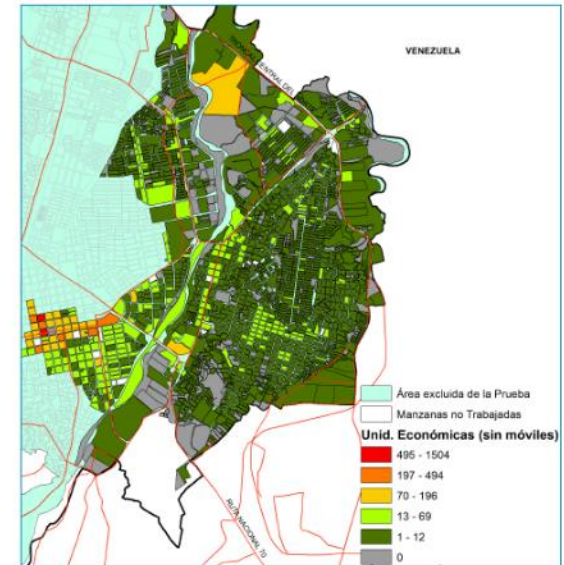 VENEZUELA
CENTRAL DEL
RUTA NACIONAL 70
Área excluida de la Prueba
Manzanas no Trabajadas
Unid. Económicas (sin móviles)
495 - 1504
197 - 494
70 - 196
13 - 69
1 - 12
0